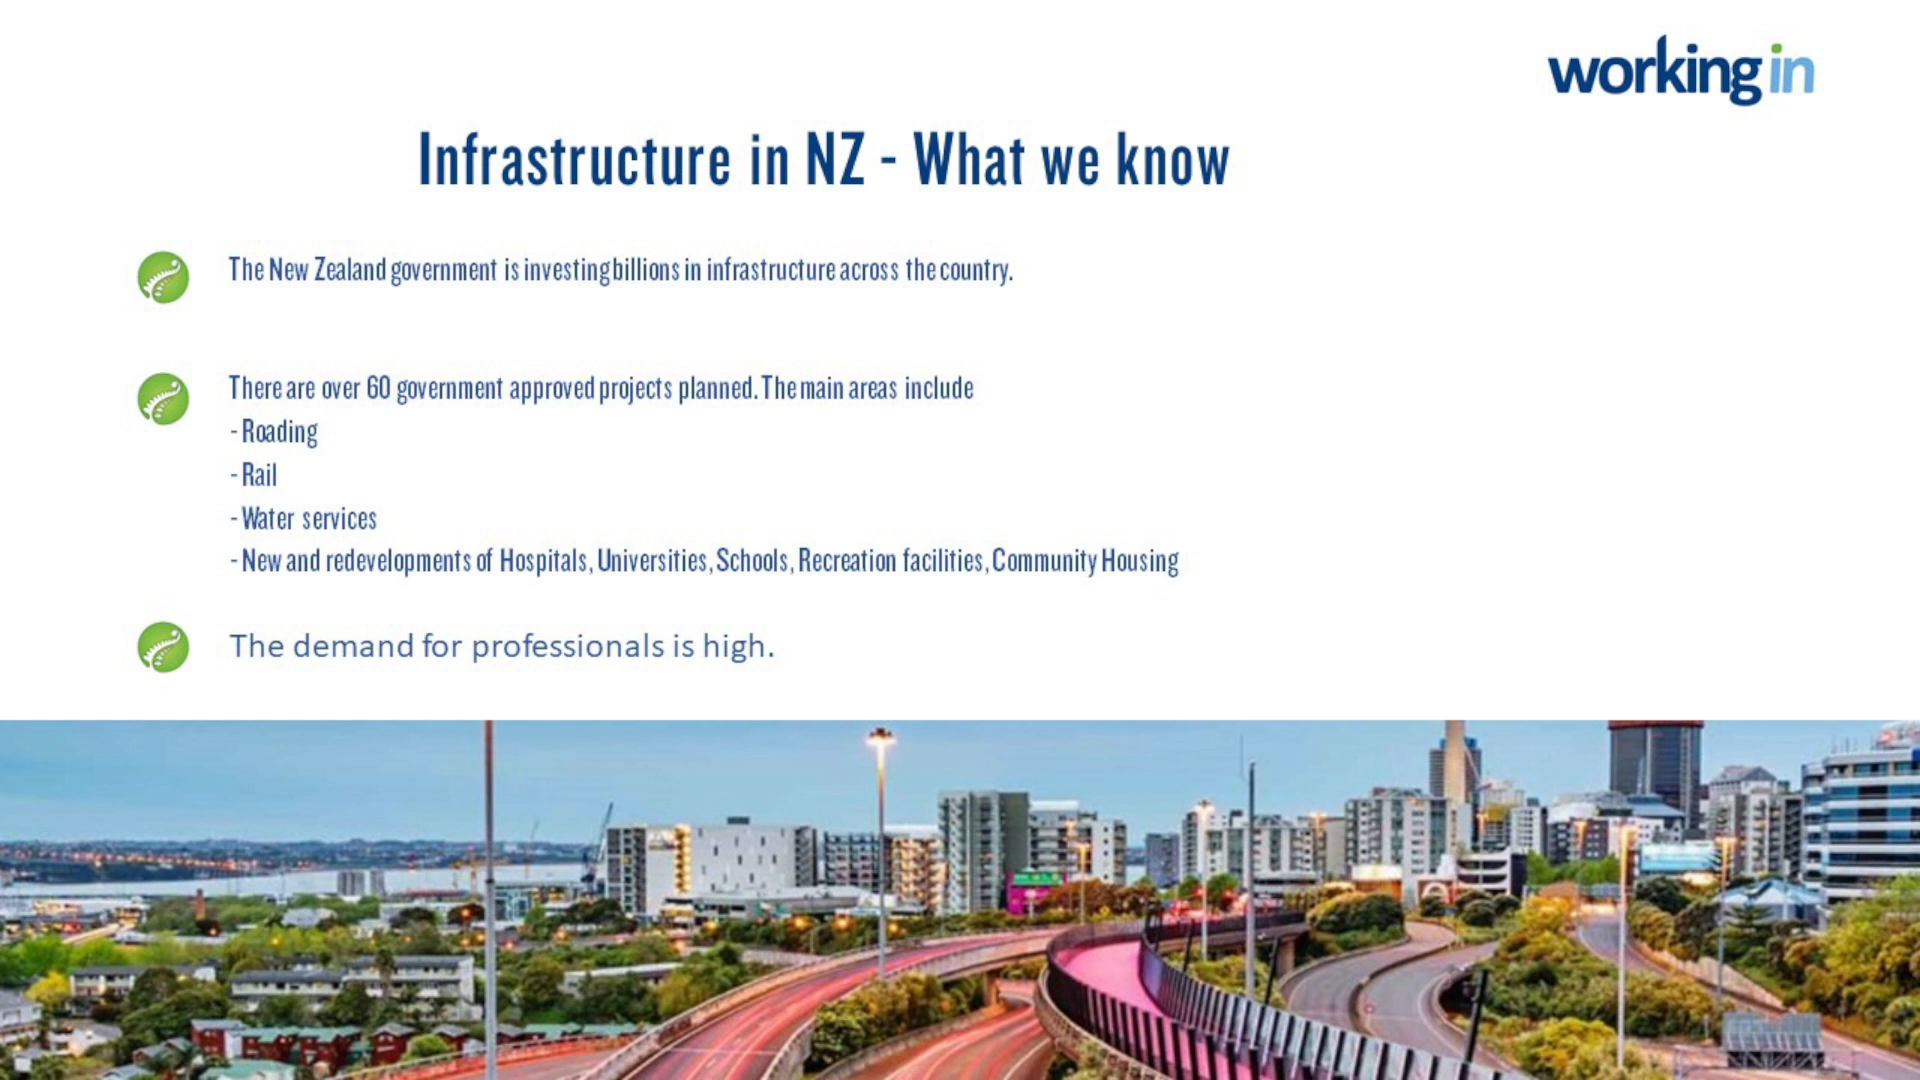 working in
Infrastructure in NZ - What we know
The New Zealand government is investing billions in infrastructure across the country.
There are over 60 government approved projects planned. The main areas include
- Roading
- Rail
- Water services
- New and redevelopments of Hospitals, Universities, Schools, Recreation facilities, Community Housing
The demand for professionals is high.